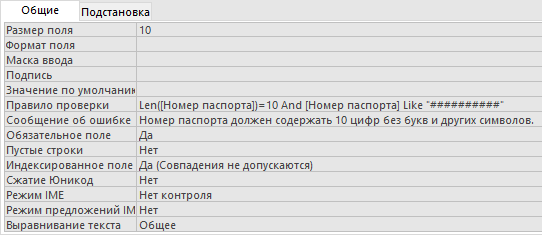 Общие Подстановка
Размер поля 10
Формат поля
Маска ввода
Подпись
Значение по умолчанию
Правило проверки Len([Номер паспорта])=10 And [Номер паспорта] Like "##########"
Сообщение об ошибке Номер паспорта должен содержать 10 цифр без букв и других символов.
Обязательное поле Да
Пустые строки Нет
Индексированное поле Да (Совпадения не допускаются)
Сжатие Юникод Нет
Режим IME Нет контроля
Режим предложений IM Нет
Выравнивание текста Общее